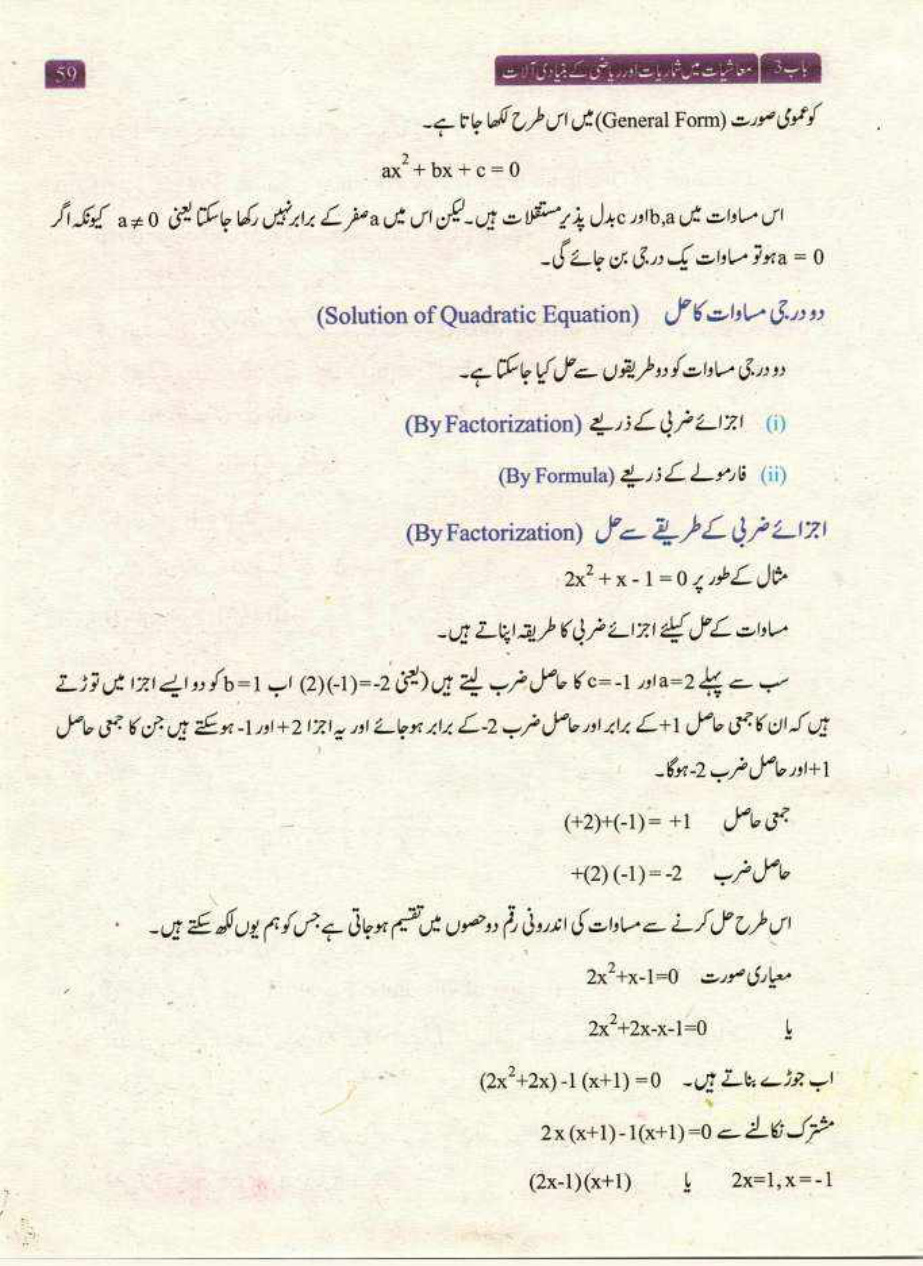 باب 3 معاشیات میں شماریات اور ریاضی کے بنیادی آلات
59
کو عمومی صورت (General Form) میں اس طرح لکھا جاتا ہے۔
ax² + bx + c = 0
اس مساوات میں b,a اور c بدل پذیر مستقلات ہیں۔ لیکن اس میں a صفر کے برابر نہیں رکھا جاسکتا یعنی a ≠ 0 کیونکہ اگر
a = 0 ہو تو مساوات یک درجی بن جائے گی۔
دو درجی مساوات کا حل (Solution of Quadratic Equation)
دو درجی مساوات کو دو طریقوں سے حل کیا جاسکتا ہے۔
(i) اجزائے ضربی کے ذریعے (By Factorization)
(ii) فارمولے کے ذریعے (By Formula)
اجزائے ضربی کے طریقے سے حل (By Factorization)
مثال کے طور پر 2x² + x - 1 = 0
مساوات کے حل کیلئے اجزائے ضربی کا طریقہ اپناتے ہیں۔
سب سے پہلے a=2 اور c= -1 کا حاصل ضرب لیتے ہیں (یعنی (2)(-1)=-2 اب b=1 کو دو ایسے اجزا میں توڑتے
ہیں کہ ان کا جمعی حاصل +1 کے برابر اور حاصل ضرب -2 کے برابر ہوجائے اور یہ اجزا +2 اور -1 ہوسکتے ہیں جن کا جمعی حاصل
+1 اور حاصل ضرب -2 ہوگا۔
جمعی حاصل (+2)+(-1) = +1
حاصل ضرب +(2) (-1) = -2
اس طرح حل کرنے سے مساوات کی اندرونی رقم دو حصوں میں تقسیم ہوجاتی ہے جس کو ہم یوں لکھ سکتے ہیں۔
معیاری صورت 2x²+x-1=0
یا 2x²+2x-x-1=0
اب جوڑے بناتے ہیں۔ (2x²+2x) -1 (x+1) = 0
مشترک نکالنے سے 2x (x+1) - 1(x+1) =0
2x=1, x = -1 یا (2x-1)(x+1)